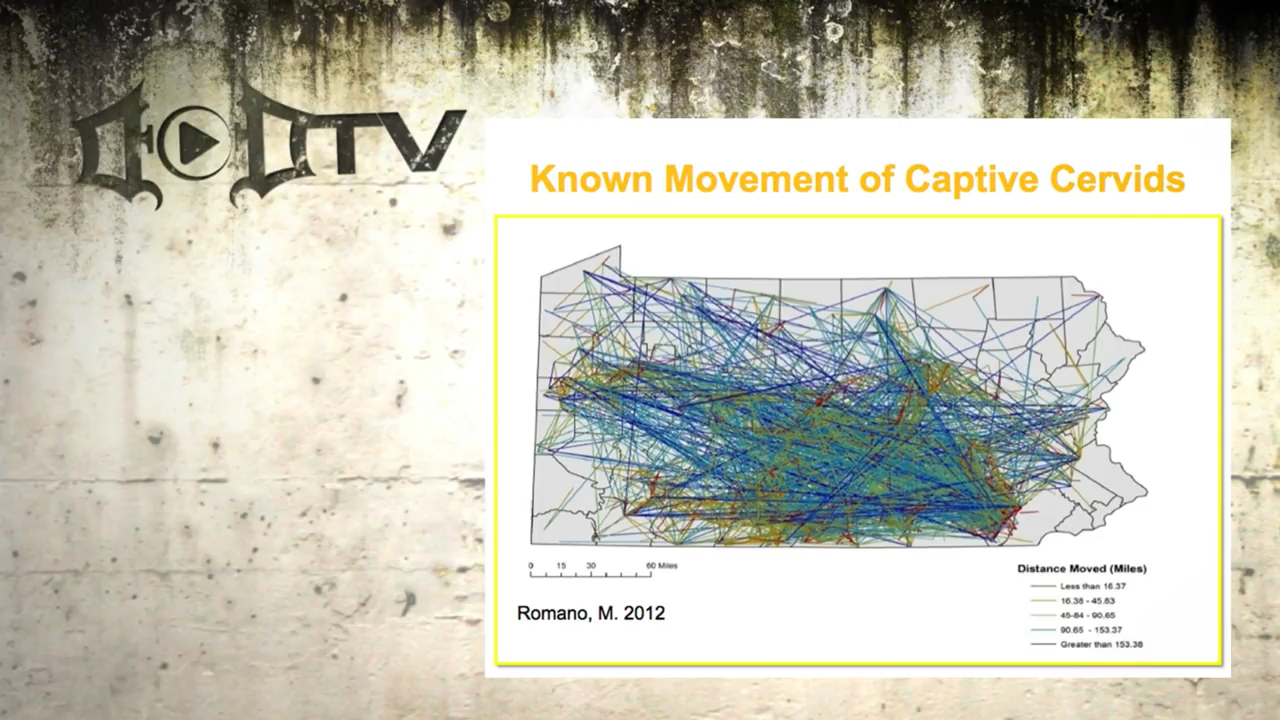 TV
Known Movement of Captive Cervids
0 15 30 60 Miles
Romano, M. 2012
Distance Moved (Miles)
Less than 16.37
16.38 - 45.83
45-84 - 90.65
90.65 - 153.37
Greater than 153.38